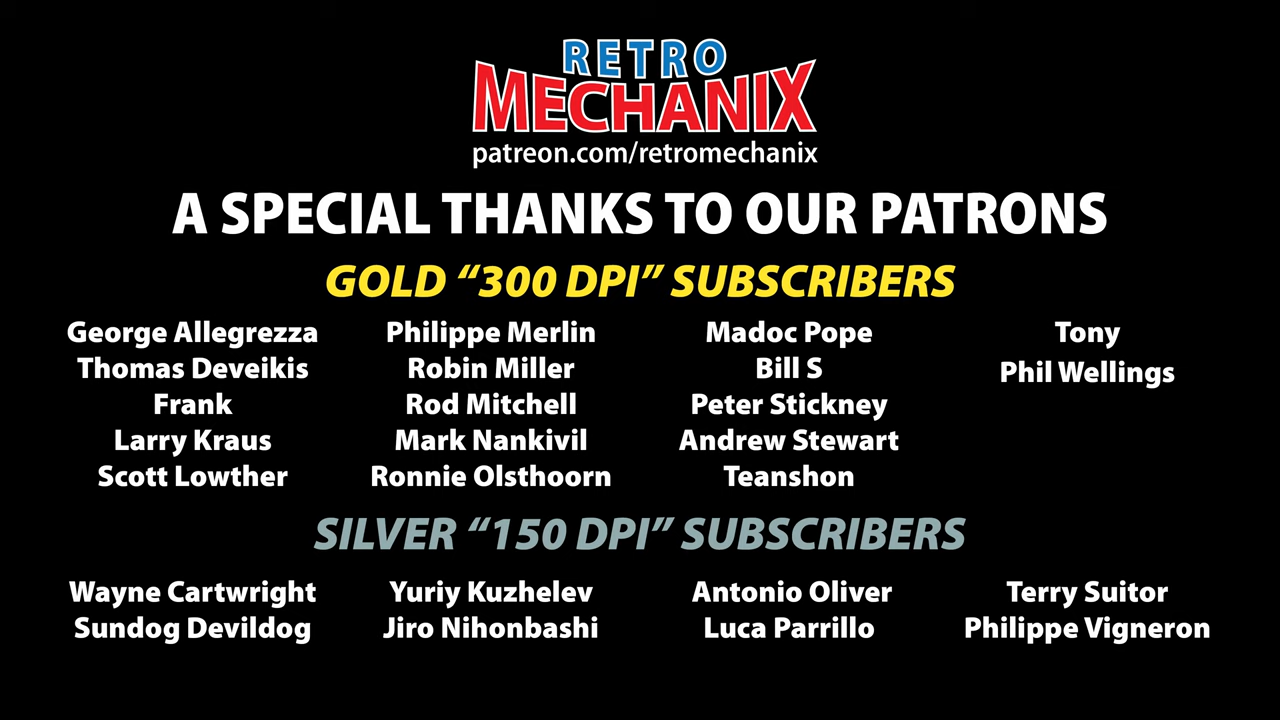 RETRO
MECHANIX
patreon.com/retromechanix
A SPECIAL THANKS TO OUR PATRONS
GOLD “300 DPI” SUBSCRIBERS
George Allegrezza
Thomas Deveikis
Frank
Larry Kraus
Scott Lowther
Philippe Merlin
Robin Miller
Rod Mitchell
Mark Nankivil
Ronnie Olsthoorn
Madoc Pope
Bill S
Peter Stickney
Andrew Stewart
Teanshon
Tony
Phil Wellings
SILVER “150 DPI” SUBSCRIBERS
Wayne Cartwright
Sundog Devildog
Yuriy Kuzhelev
Jiro Nihonbashi
Antonio Oliver
Luca Parrillo
Terry Suitor
Philippe Vigneron